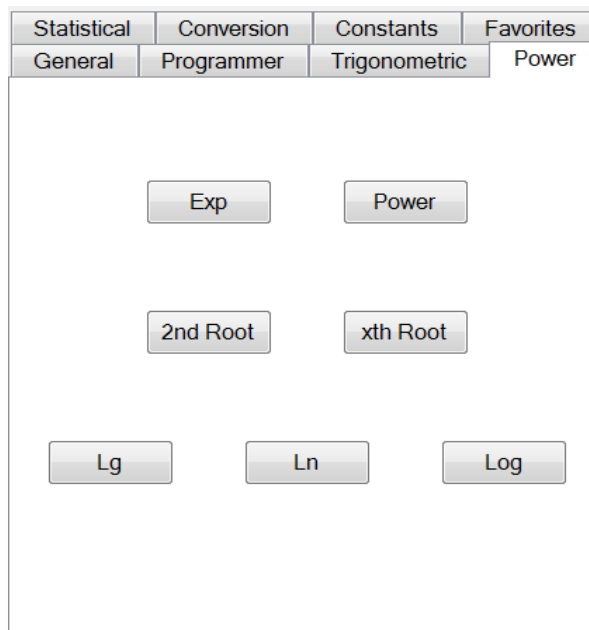 Statistical Conversion Constants Favorites
General Programmer Trigonometric Power
Exp Power
2nd Root xth Root
Lg Ln Log